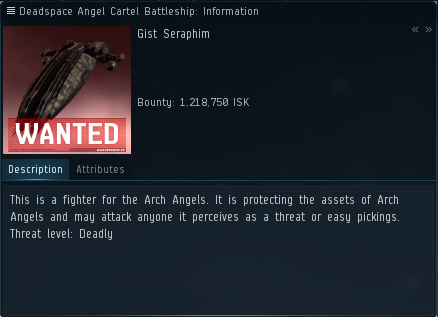 Deadspace Angel Cartel Battleship: Information
Gist Seraphim
Bounty: 1,218,750 ISK
WANTED
Description Attributes
This is a fighter for the Arch Angels. It is protecting the assets of Arch
Angels and may attack anyone it perceives as a threat or easy pickings.
Threat level: Deadly